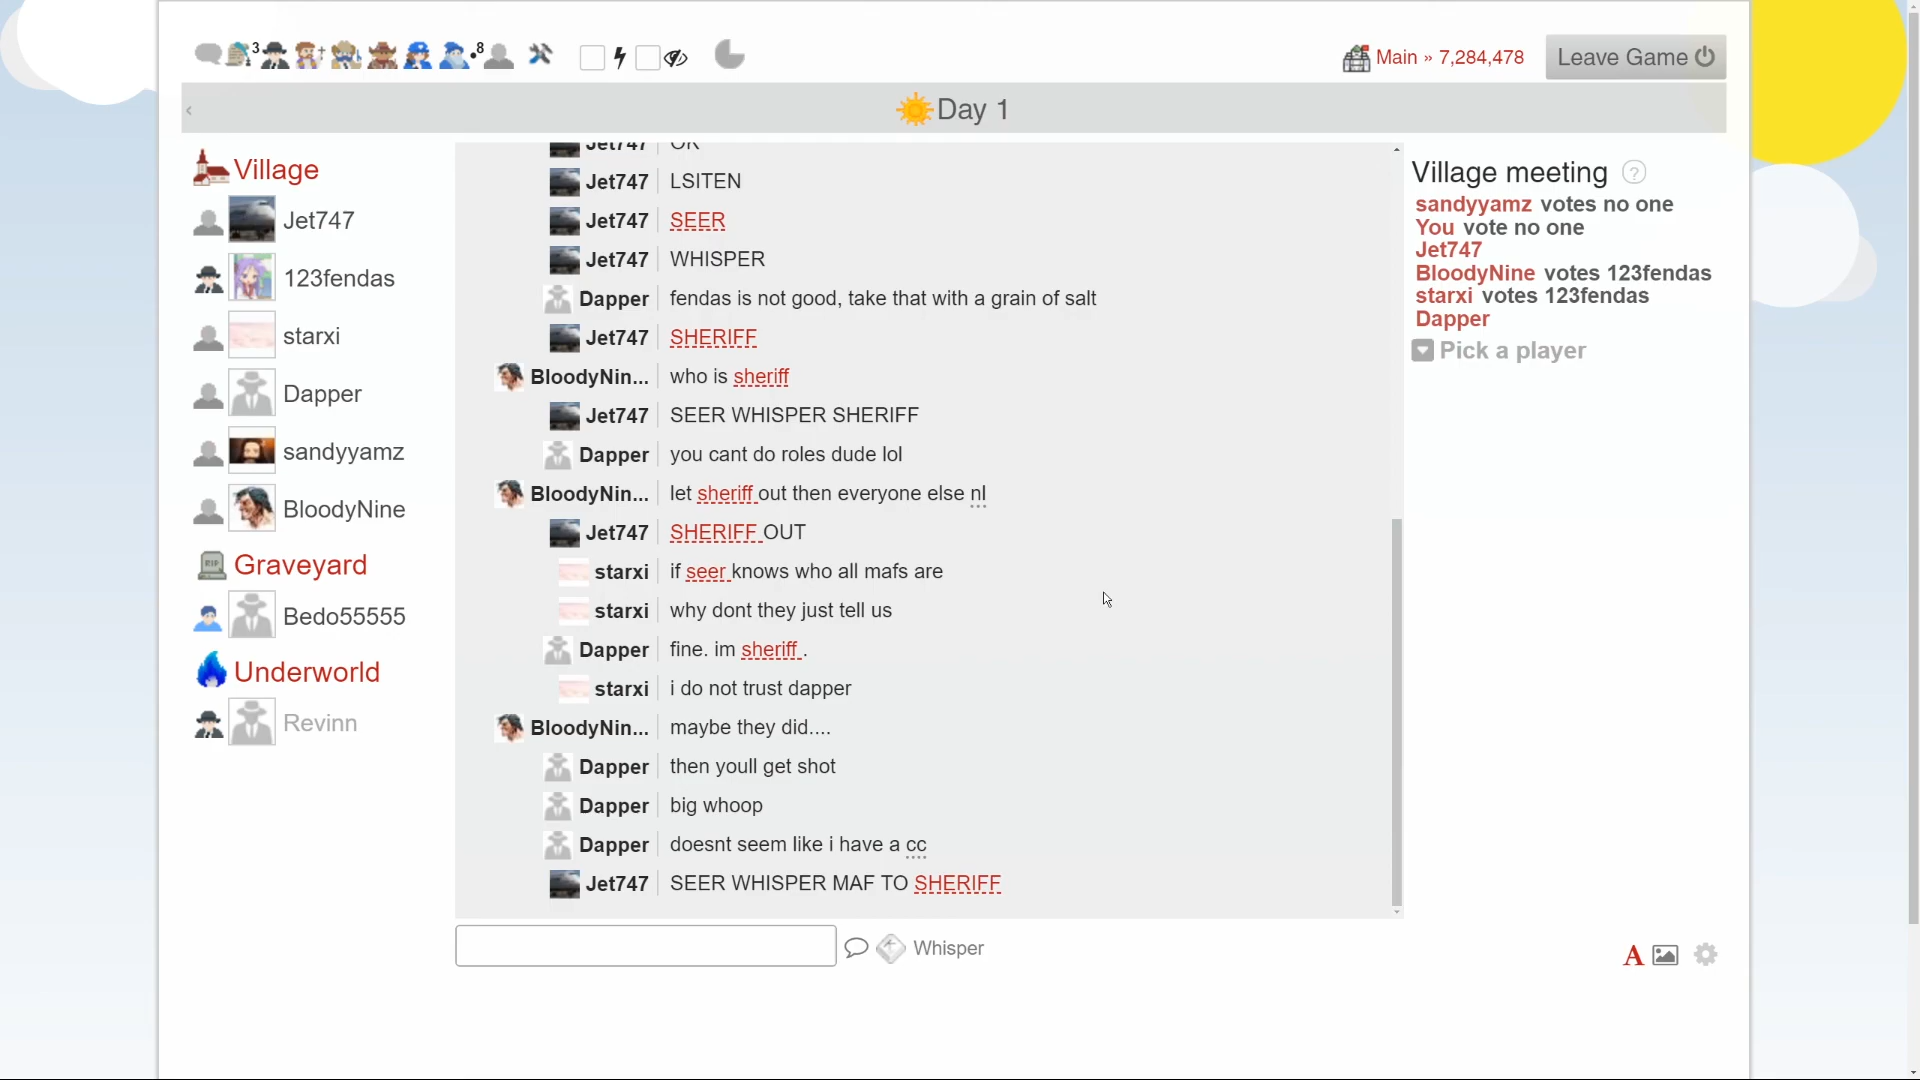 3
8
Main » 7,284,478
Leave Game
‹
Day 1
Village
Jet747
123fendas
starxi
Dapper
sandyyamz
BloodyNine
RIP
Graveyard
Bedo55555
Underworld
Revinn
Jet747 OK
Jet747 LSITEN
Jet747 SEER
Jet747 WHISPER
Dapper fendas is not good, take that with a grain of salt
Jet747 SHERIFF
BloodyNin... who is sheriff
Jet747 SEER WHISPER SHERIFF
Dapper you cant do roles dude lol
BloodyNin... let sheriff out then everyone else nl
Jet747 SHERIFF OUT
starxi if seer knows who all mafs are
starxi why dont they just tell us
Dapper fine. im sheriff .
starxi i do not trust dapper
BloodyNin... maybe they did....
Dapper then youll get shot
Dapper big whoop
Dapper doesnt seem like i have a cc
Jet747 SEER WHISPER MAF TO SHERIFF
Whisper
Village meeting ?
sandyyamz votes no one
You vote no one
Jet747
BloodyNine votes 123fendas
starxi votes 123fendas
Dapper
Pick a player
A